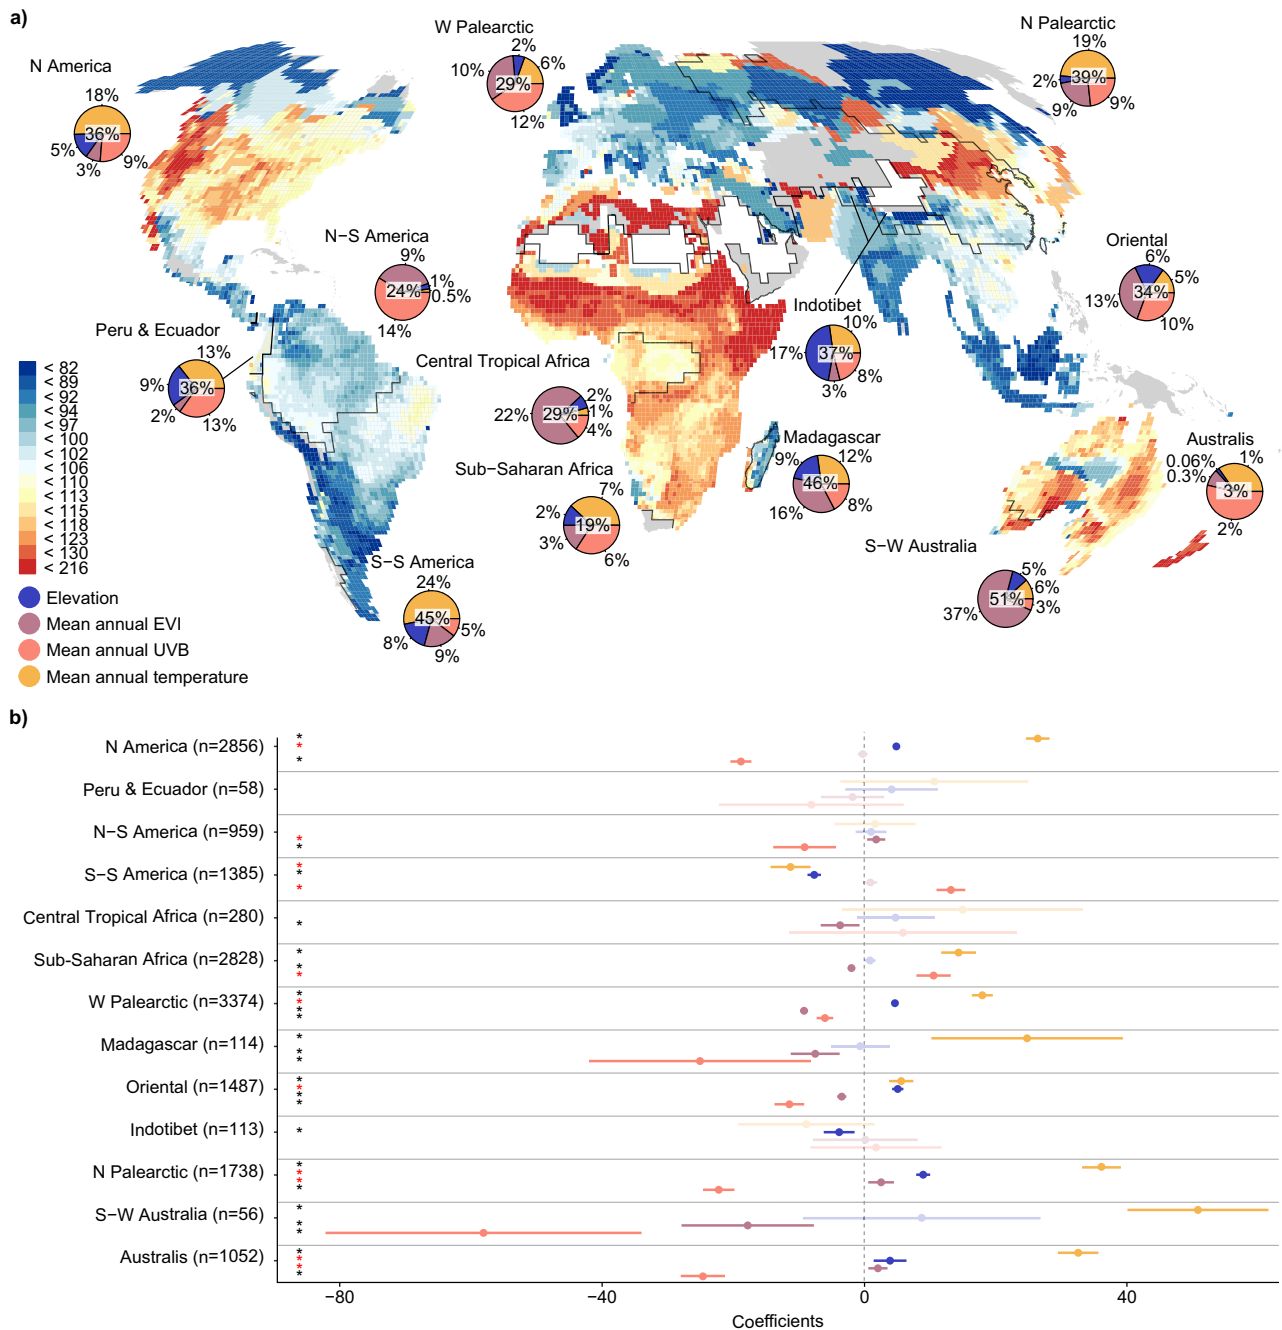 a)
N America
18%
36%
5%
3%
9%
W Palearctic
2%
10%
6%
29%
12%
N Palearctic
19%
2%
39%
9%
9%
N−S America
9%
24%
1%
0.5%
14%
Peru & Ecuador
13%
9%
36%
2%
13%
Central Tropical Africa
22%
29%
2%
1%
4%
Indotibet
10%
17%
37%
8%
3%
Oriental
6%
5%
13%
34%
10%
Sub−Saharan Africa
7%
2%
19%
3%
6%
Madagascar
9%
12%
46%
16%
8%
Australis
0.06%
0.3%
1%
3%
2%
S−W Australia
5%
6%
51%
37%
3%
S−S America
24%
45%
8%
5%
9%
< 82
< 89
< 92
< 94
< 97
< 100
< 102
< 106
< 110
< 113
< 115
< 118
< 123
< 130
< 216
Elevation
Mean annual EVI
Mean annual UVB
Mean annual temperature
b)
N America (n=2856)
* * *
Peru & Ecuador (n=58)
N−S America (n=959)
* *
S−S America (n=1385)
* * *
Central Tropical Africa (n=280)
*
Sub-Saharan Africa (n=2828)
* * *
W Palearctic (n=3374)
* * * *
Madagascar (n=114)
* * *
Oriental (n=1487)
* * * *
Indotibet (n=113)
*
N Palearctic (n=1738)
* * * *
S−W Australia (n=56)
* * *
Australis (n=1052)
* * * *
−80
−40
0
40
Coefficients